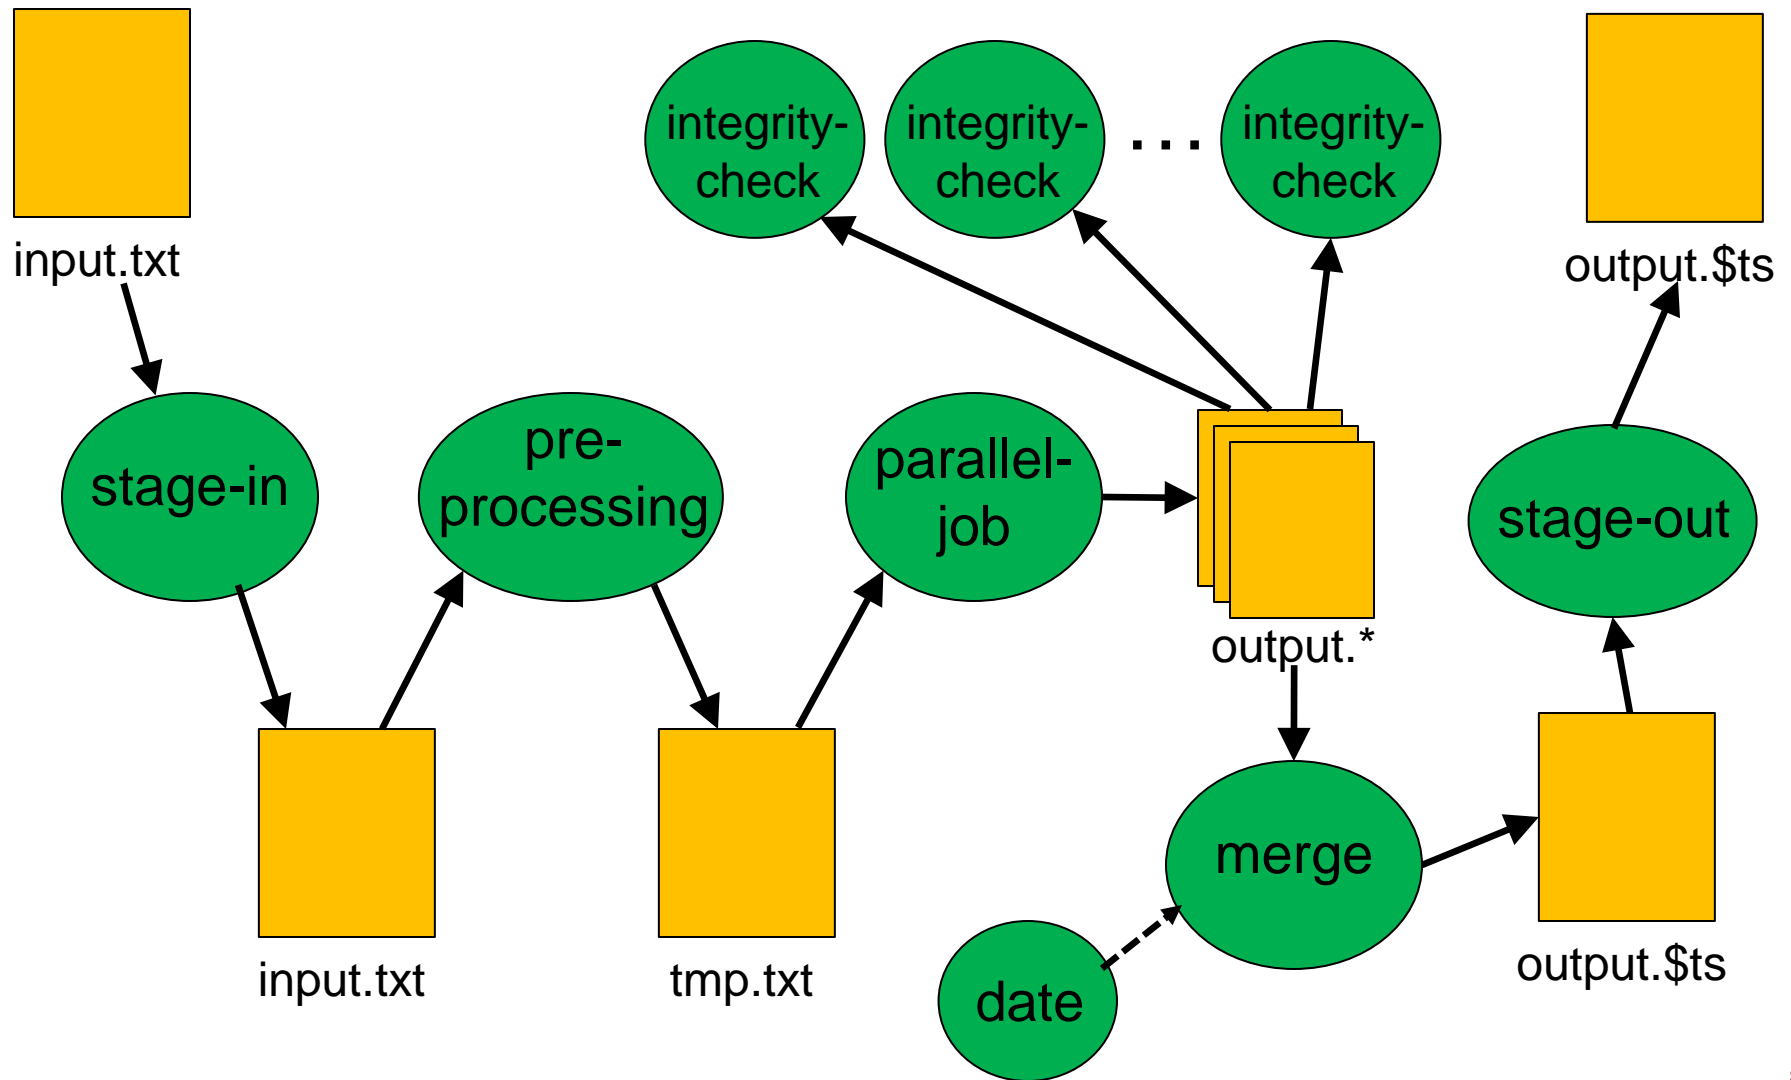 input.txt
integrity-
check
integrity-
check
...
integrity-
check
output.$ts
stage-in
pre-
processing
parallel-
job
output.*
stage-out
input.txt
tmp.txt
date
merge
output.$ts